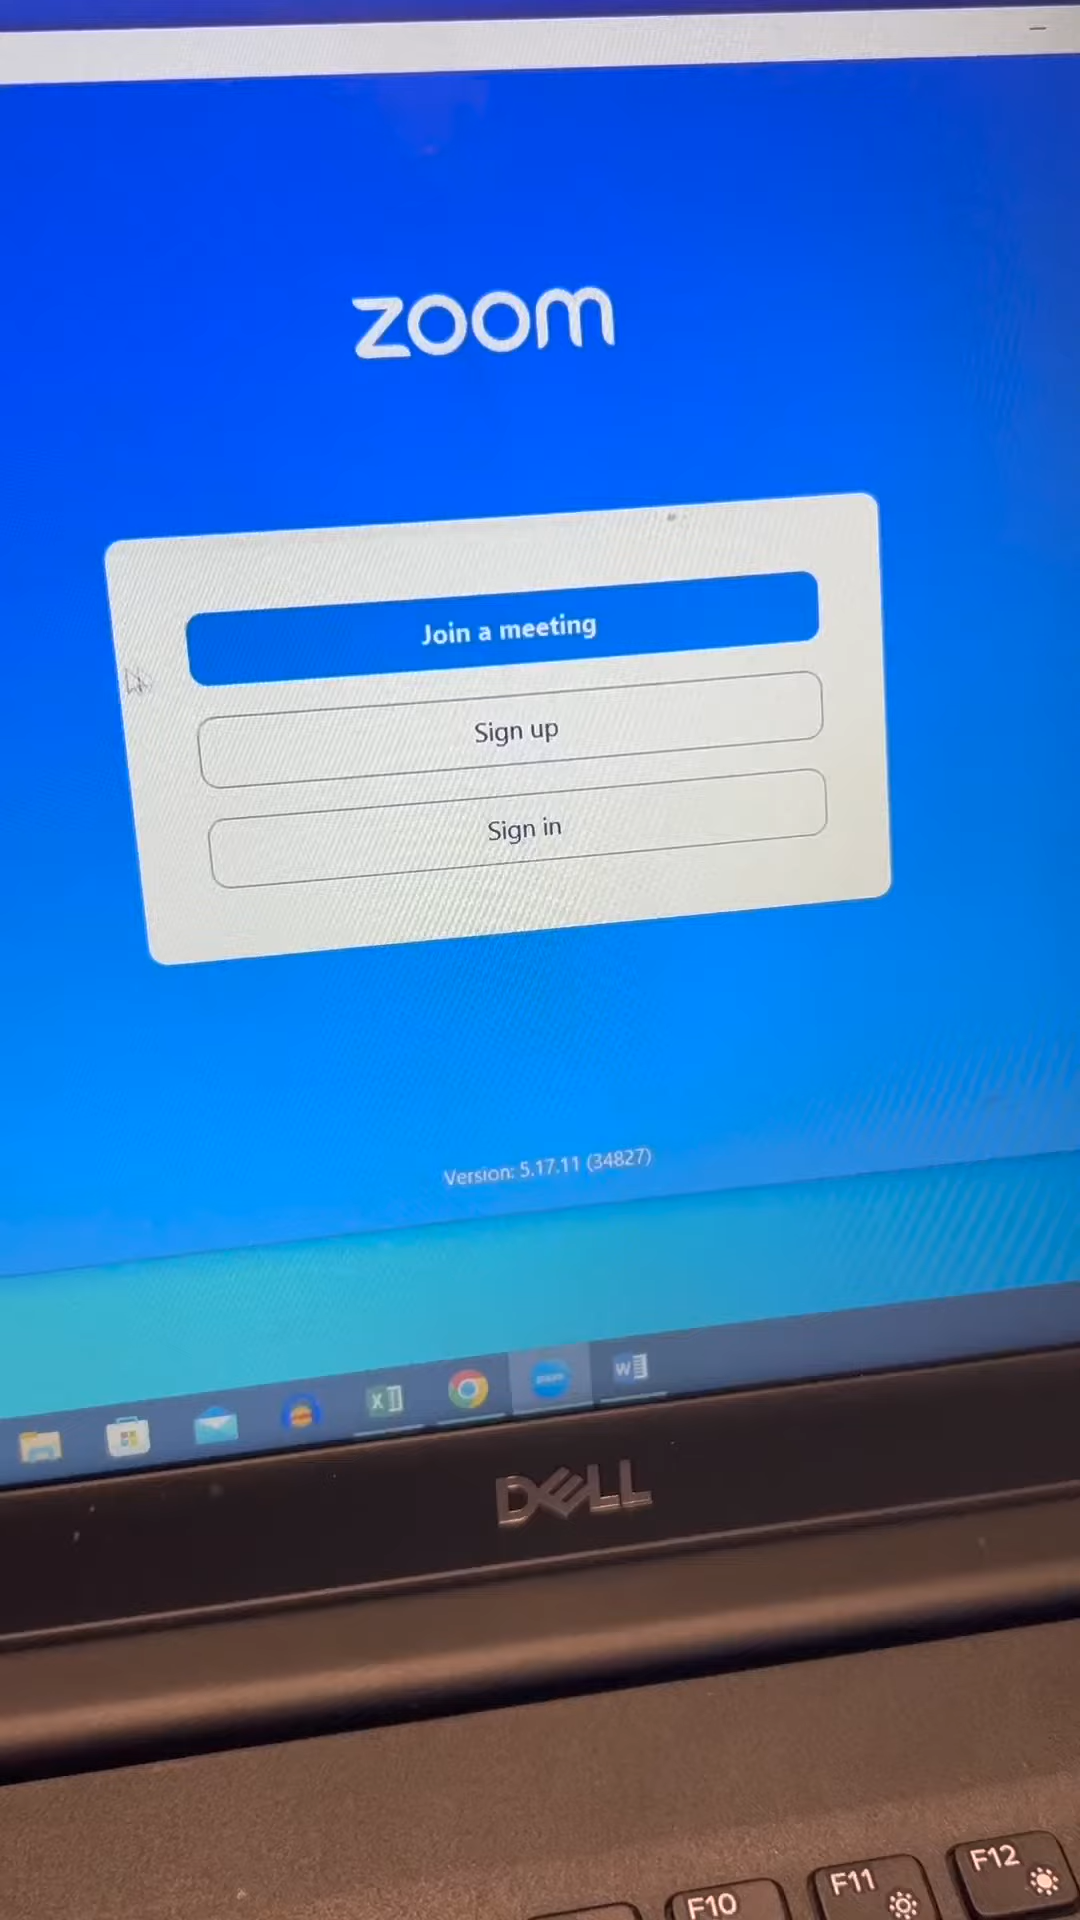 zoom
Join a meeting
Sign up
Sign in
Version: 5.17.11 (34827)
DELL
F10
F11
F12